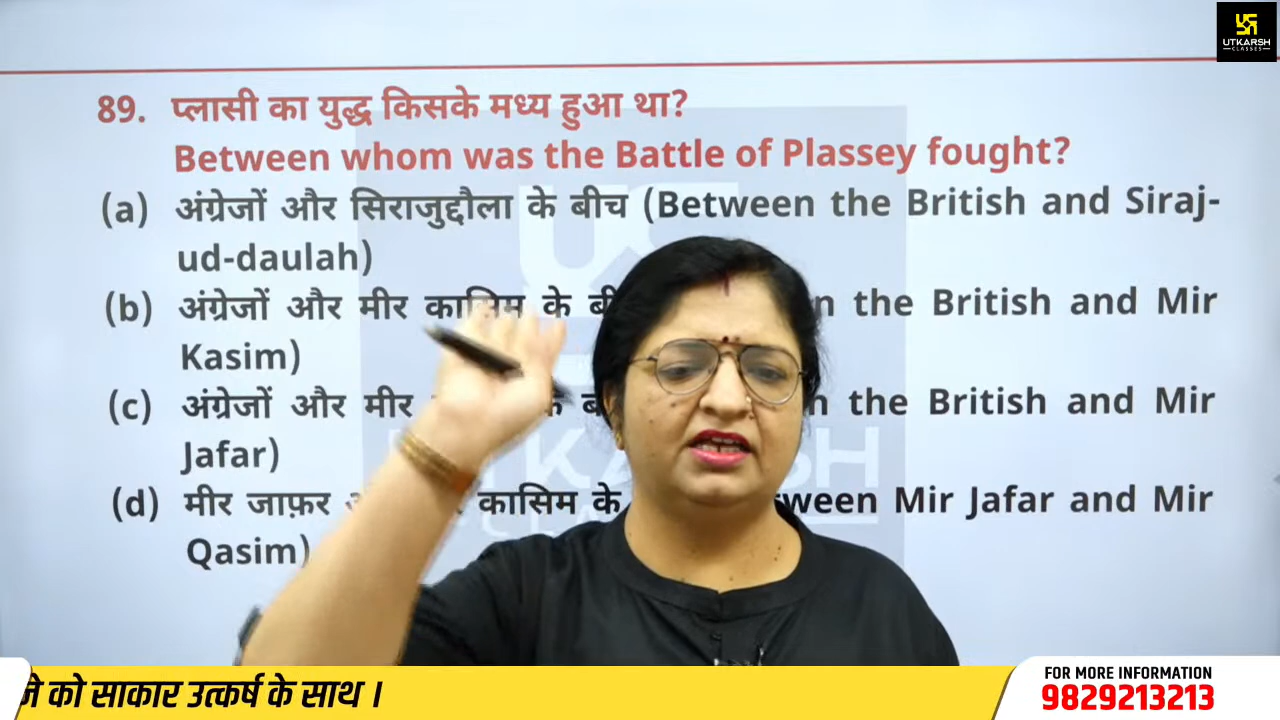 UTKARSH
CLASSES
89. प्लासी का युद्ध किसके मध्य हुआ था?
Between whom was the Battle of Plassey fought?
(a) अंग्रेजों और सिराजुद्दौला के बीच (Between the British and Siraj-
ud-daulah)
(b) अंग्रेजों और मीर कासिम के the British and Mir
Kasim)
(c) अंग्रेजों और मीर the British and Mir
Jafar)
(d) मीर जाफ़र कासिम के Mir Jafar and Mir
Qasim)
को साकार उत्कर्ष के साथ ।
FOR MORE INFORMATION
9829213213